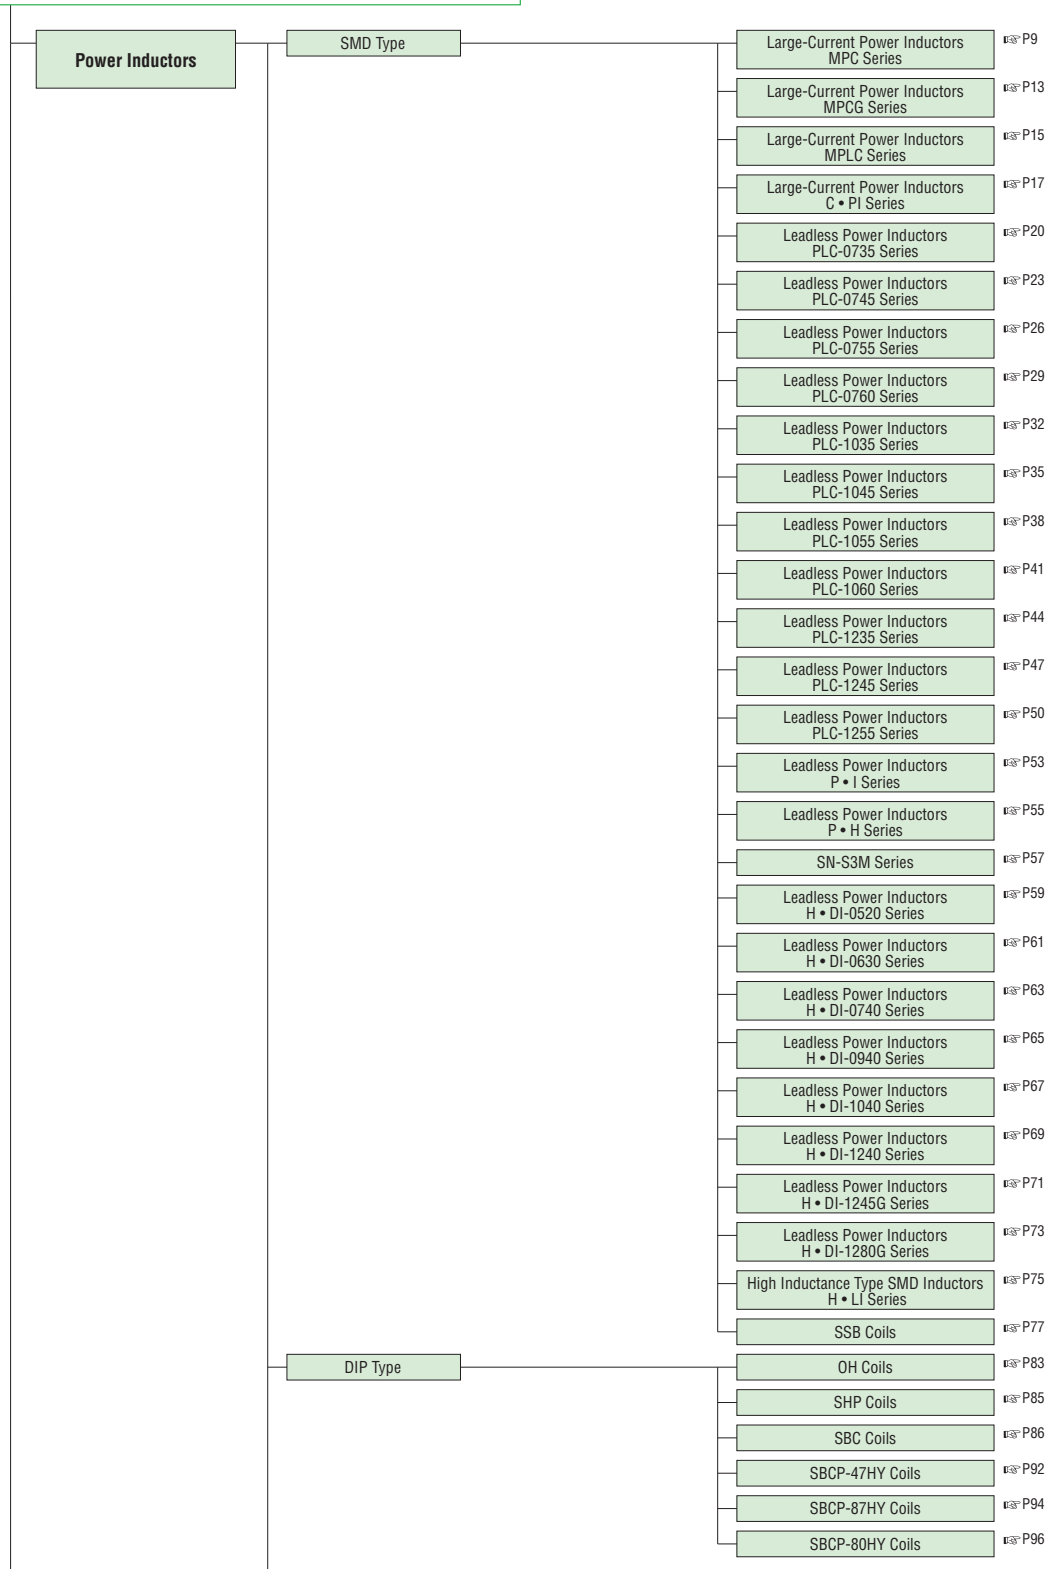 Power Inductors
SMD Type
Large-Current Power Inductors
MPC Series
☞P9
Large-Current Power Inductors
MPCG Series
☞P13
Large-Current Power Inductors
MPLC Series
☞P15
Large-Current Power Inductors
C • PI Series
☞P17
Leadless Power Inductors
PLC-0735 Series
☞P20
Leadless Power Inductors
PLC-0745 Series
☞P23
Leadless Power Inductors
PLC-0755 Series
☞P26
Leadless Power Inductors
PLC-0760 Series
☞P29
Leadless Power Inductors
PLC-1035 Series
☞P32
Leadless Power Inductors
PLC-1045 Series
☞P35
Leadless Power Inductors
PLC-1055 Series
☞P38
Leadless Power Inductors
PLC-1060 Series
☞P41
Leadless Power Inductors
PLC-1235 Series
☞P44
Leadless Power Inductors
PLC-1245 Series
☞P47
Leadless Power Inductors
PLC-1255 Series
☞P50
Leadless Power Inductors
P • I Series
☞P53
Leadless Power Inductors
P • H Series
☞P55
SN-S3M Series
☞P57
Leadless Power Inductors
H • DI-0520 Series
☞P59
Leadless Power Inductors
H • DI-0630 Series
☞P61
Leadless Power Inductors
H • DI-0740 Series
☞P63
Leadless Power Inductors
H • DI-0940 Series
☞P65
Leadless Power Inductors
H • DI-1040 Series
☞P67
Leadless Power Inductors
H • DI-1240 Series
☞P69
Leadless Power Inductors
H • DI-1245G Series
☞P71
Leadless Power Inductors
H • DI-1280G Series
☞P73
High Inductance Type SMD Inductors
H • LI Series
☞P75
SSB Coils
☞P77
DIP Type
OH Coils
☞P83
SHP Coils
☞P85
SBC Coils
☞P86
SBCP-47HY Coils
☞P92
SBCP-87HY Coils
☞P94
SBCP-80HY Coils
☞P96